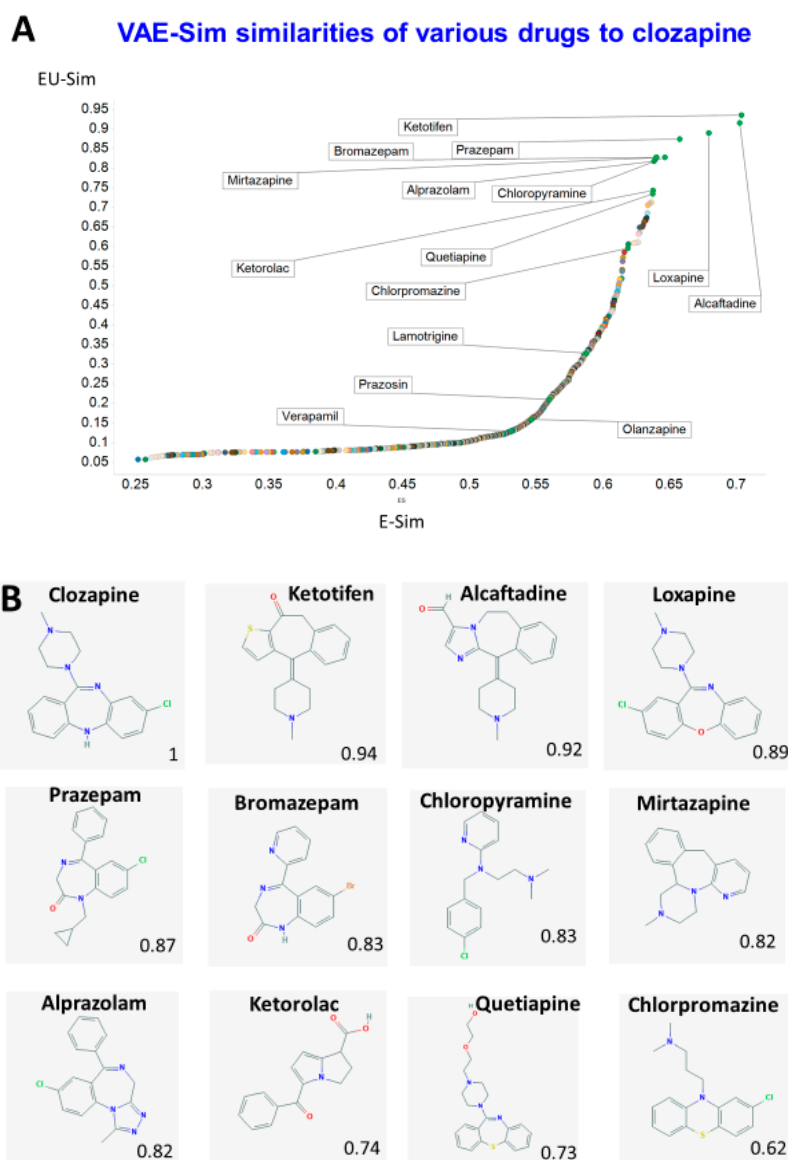 A
VAE-Sim similarities of various drugs to clozapine
EU-Sim
0.95
0.9
0.85
0.8
0.75
0.7
0.65
0.6
0.55
0.5
0.45
0.4
0.35
0.3
0.25
0.2
0.15
0.1
0.05
Ketotifen
Bromazepam
Prazepam
Mirtazapine
Alprazolam
Chloropyramine
Quetiapine
Ketorolac
Loxapine
Chlorpromazine
Alcaftadine
Lamotrigine
Prazosin
Verapamil
Olanzapine
0.25 0.3 0.35 0.4 0.45 0.5 0.55 0.6 0.65 0.7
ES
E-Sim
B
Clozapine
N
N
N
N
H
Cl
1
Ketotifen
O
S
N
0.94
Alcaftadine
H
O
N
N
N
0.92
Loxapine
N
N
N
Cl
O
0.89
Prazepam
N
Cl
O
N
0.87
Bromazepam
N
N
Br
O
N
H
0.83
Chloropyramine
N
N
N
Cl
0.83
Mirtazapine
N
N
N
0.82
Alprazolam
N
Cl
N
N
N
0.82
Ketorolac
H
O
O
N
O
0.74
Quetiapine
H
O
O
N
N
N
S
0.73
Chlorpromazine
N
N
Cl
S
0.62